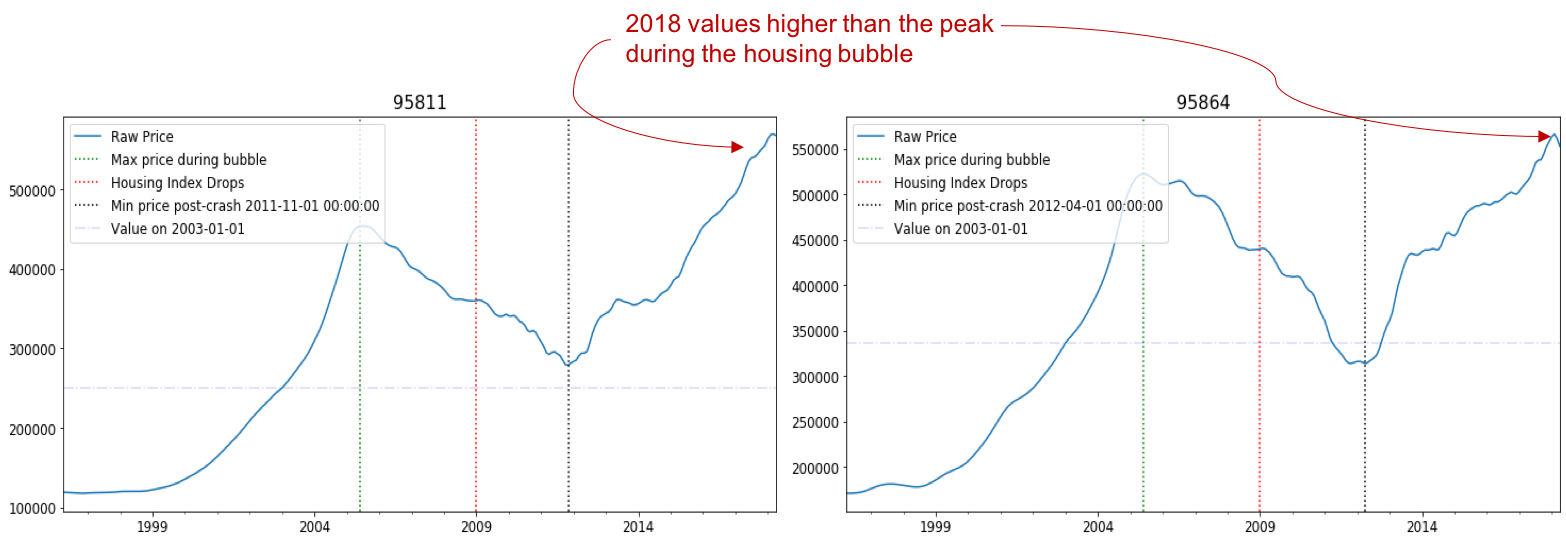 2018 values higher than the peak
during the housing bubble
95811
Raw Price
Max price during bubble
Housing Index Drops
Min price post-crash 2011-11-01 00:00:00
Value on 2003-01-01
500000
400000
300000
200000
100000
1999
2004
2009
2014
95864
Raw Price
Max price during bubble
Housing Index Drops
Min price post-crash 2012-04-01 00:00:00
Value on 2003-01-01
550000
500000
450000
400000
350000
300000
250000
200000
1999
2004
2009
2014